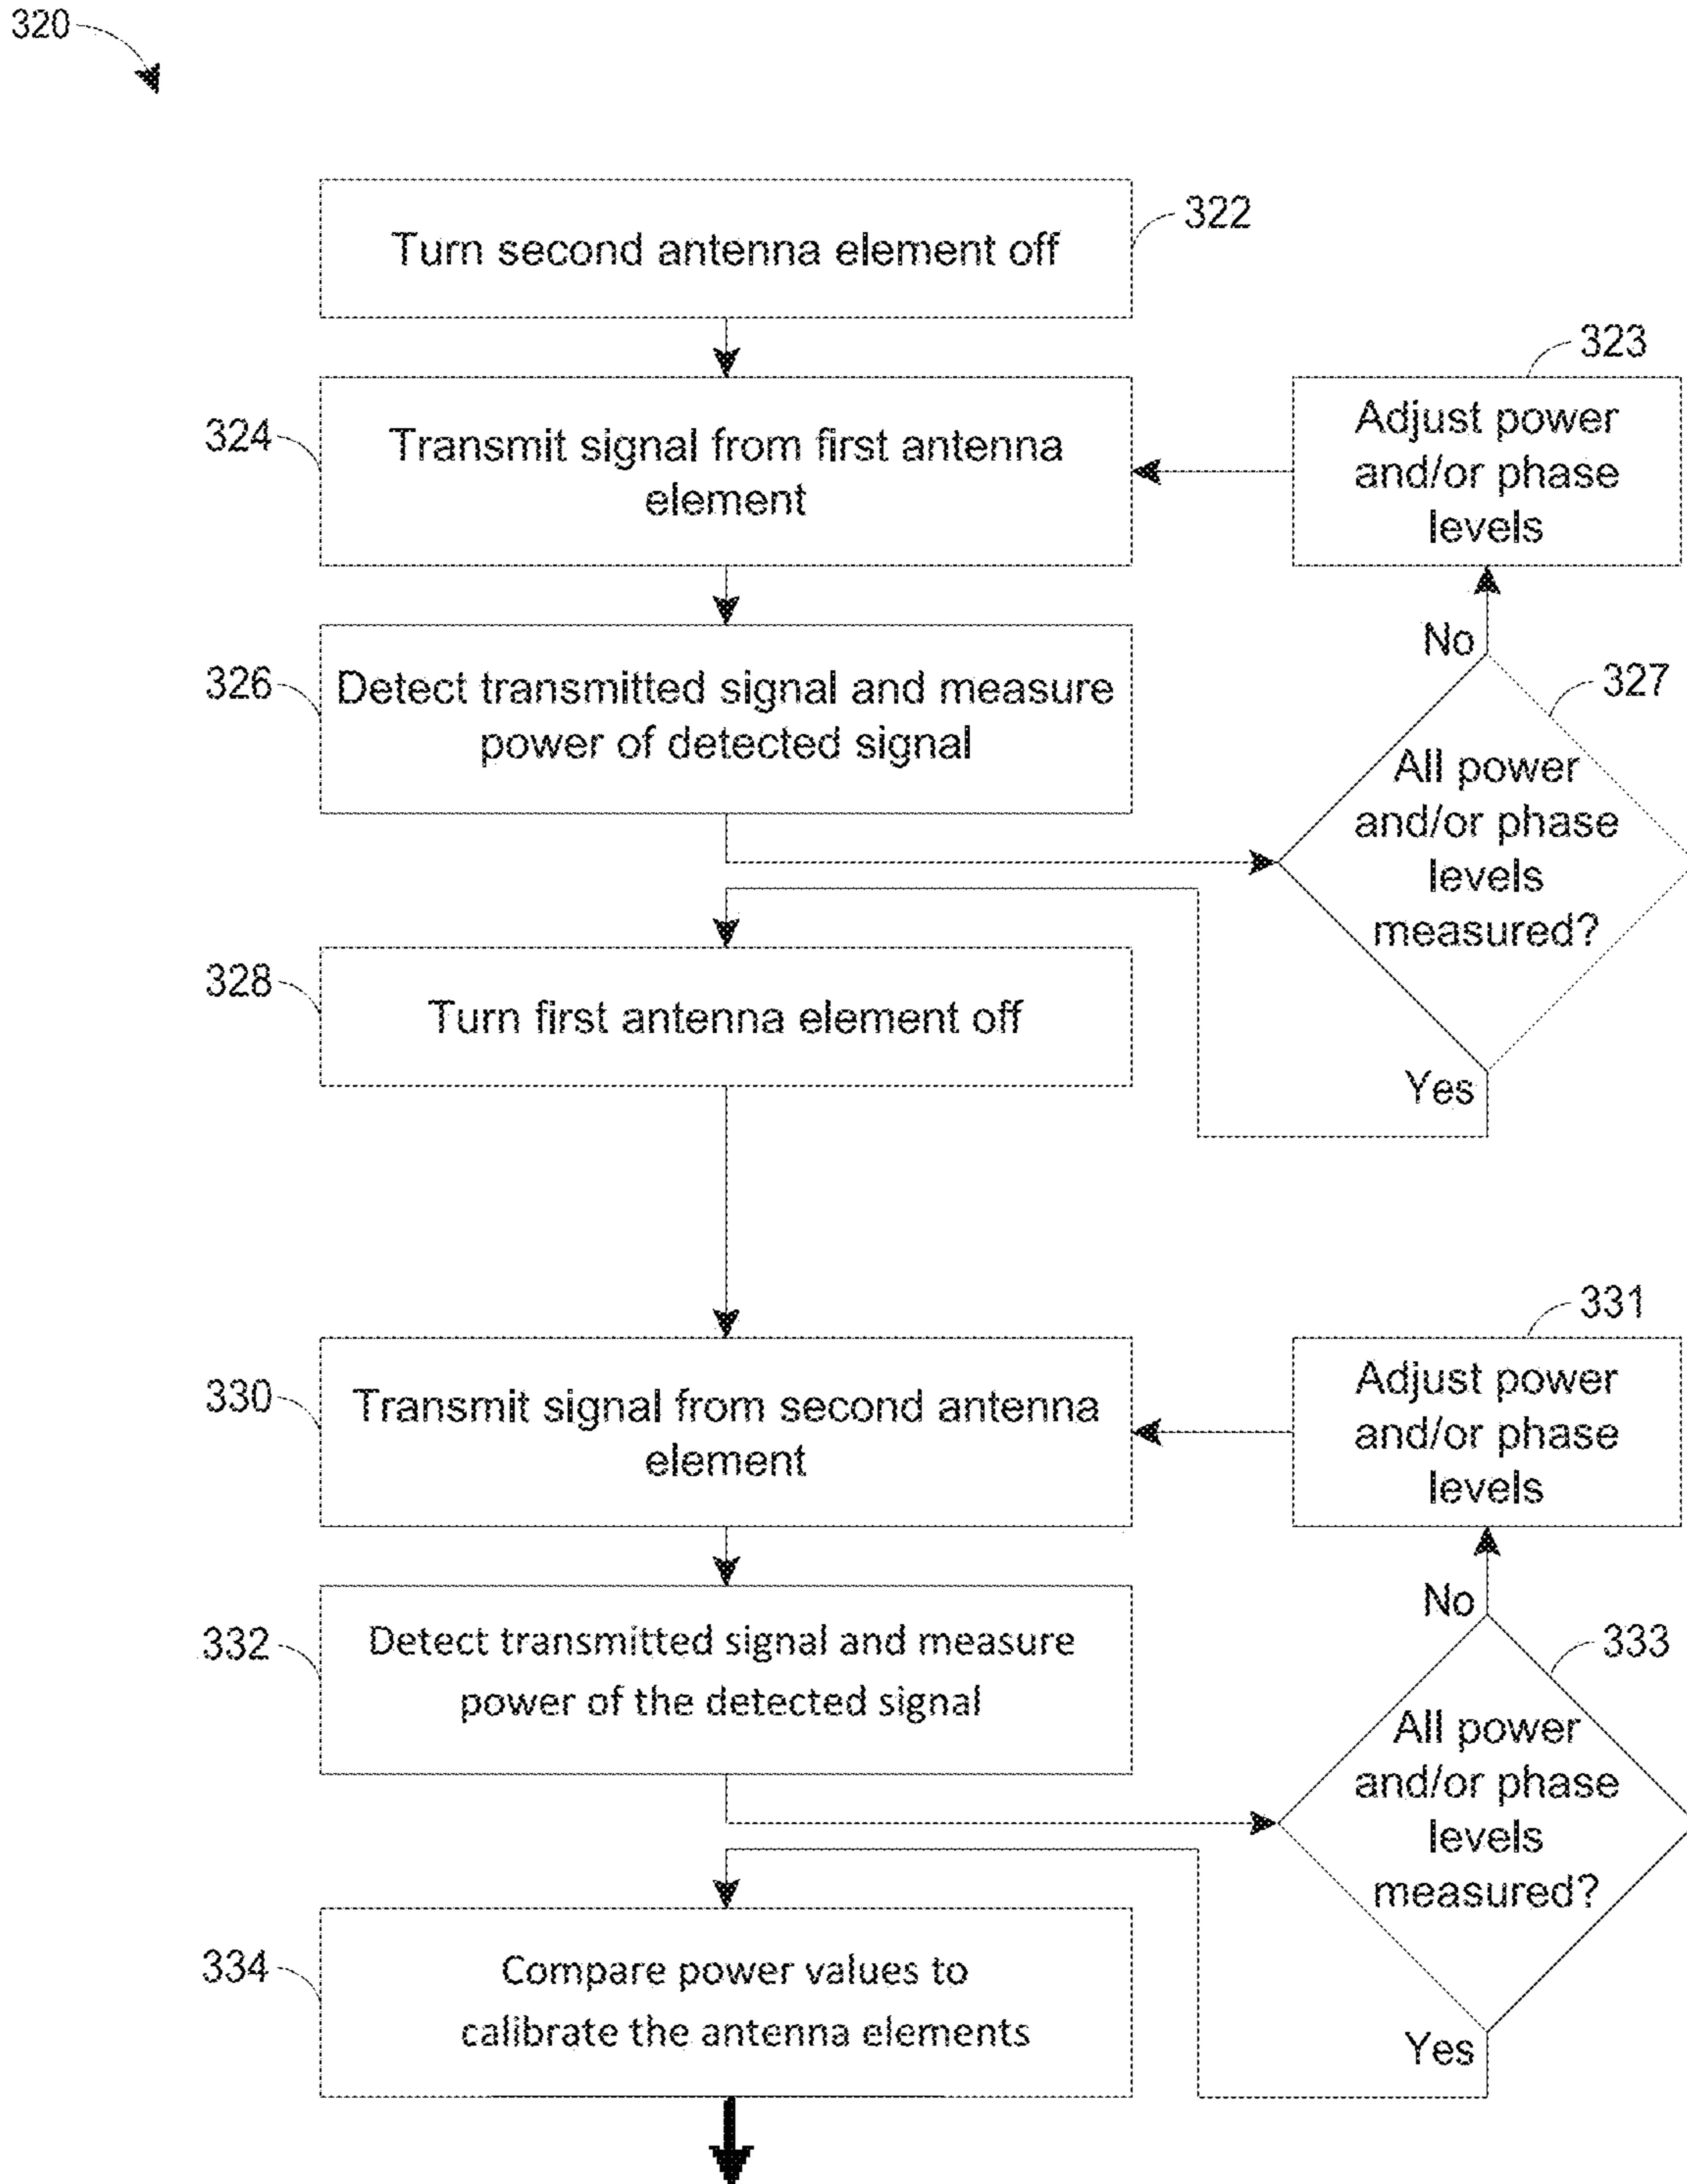 320
Turn second antenna element off
322
323
324
Transmit signal from first antenna
element
Adjust power
and/or phase
levels
326
Detect transmitted signal and measure
power of detected signal
No
327
All power
and/or phase
levels
measured?
328
Turn first antenna element off
Yes
331
330
Transmit signal from second antenna
element
Adjust power
and/or phase
levels
332
Detect transmitted signal and measure
power of the detected signal
No
333
All power
and/or phase
levels
measured?
334
Compare power values to
calibrate the antenna elements
Yes